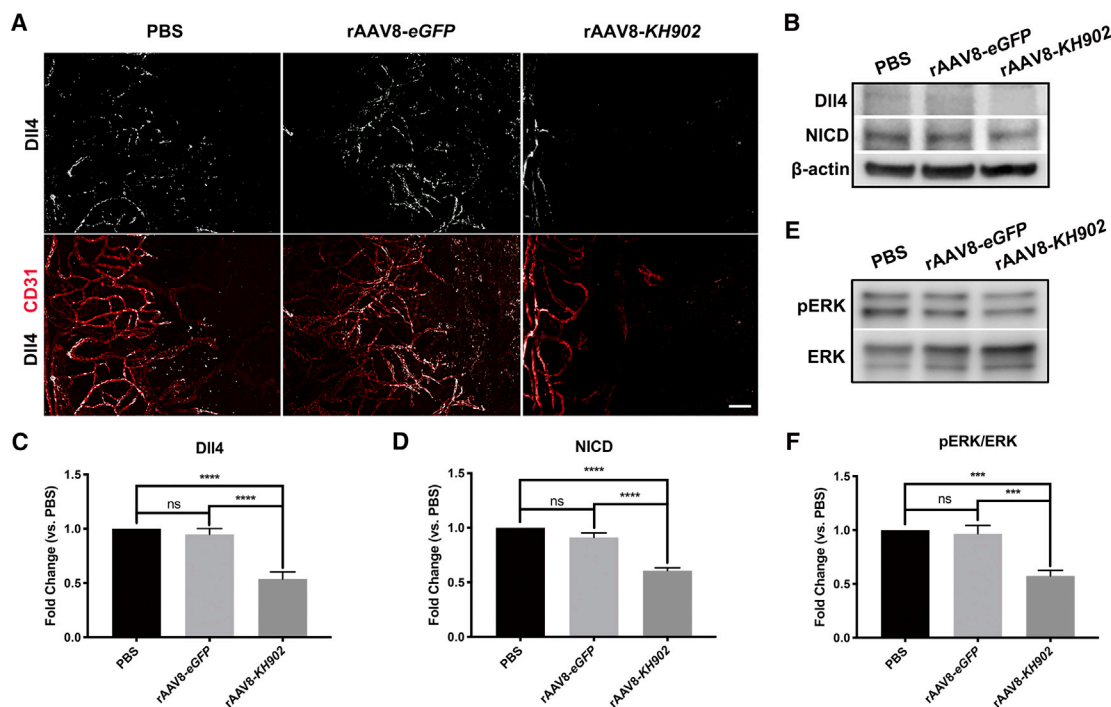 A
PBS
rAAV8-eGFP
rAAV8-KH902
Dll4
CD31
Dll4
B
PBS
rAAV8-eGFP
rAAV8-KH902
Dll4
NICD
β-actin
E
PBS
rAAV8-eGFP
rAAV8-KH902
pERK
ERK
C
Dll4
Fold Change (vs. PBS)
1.5
1.0
0.5
0.0
****
ns
****
PBS
rAAV8-eGFP
rAAV8-KH902
D
NICD
Fold Change (vs. PBS)
1.5
1.0
0.5
0.0
****
ns
****
PBS
rAAV8-eGFP
rAAV8-KH902
F
pERK/ERK
Fold Change (vs. PBS)
1.5
1.0
0.5
0.0
***
ns
***
PBS
rAAV8-eGFP
rAAV8-KH902